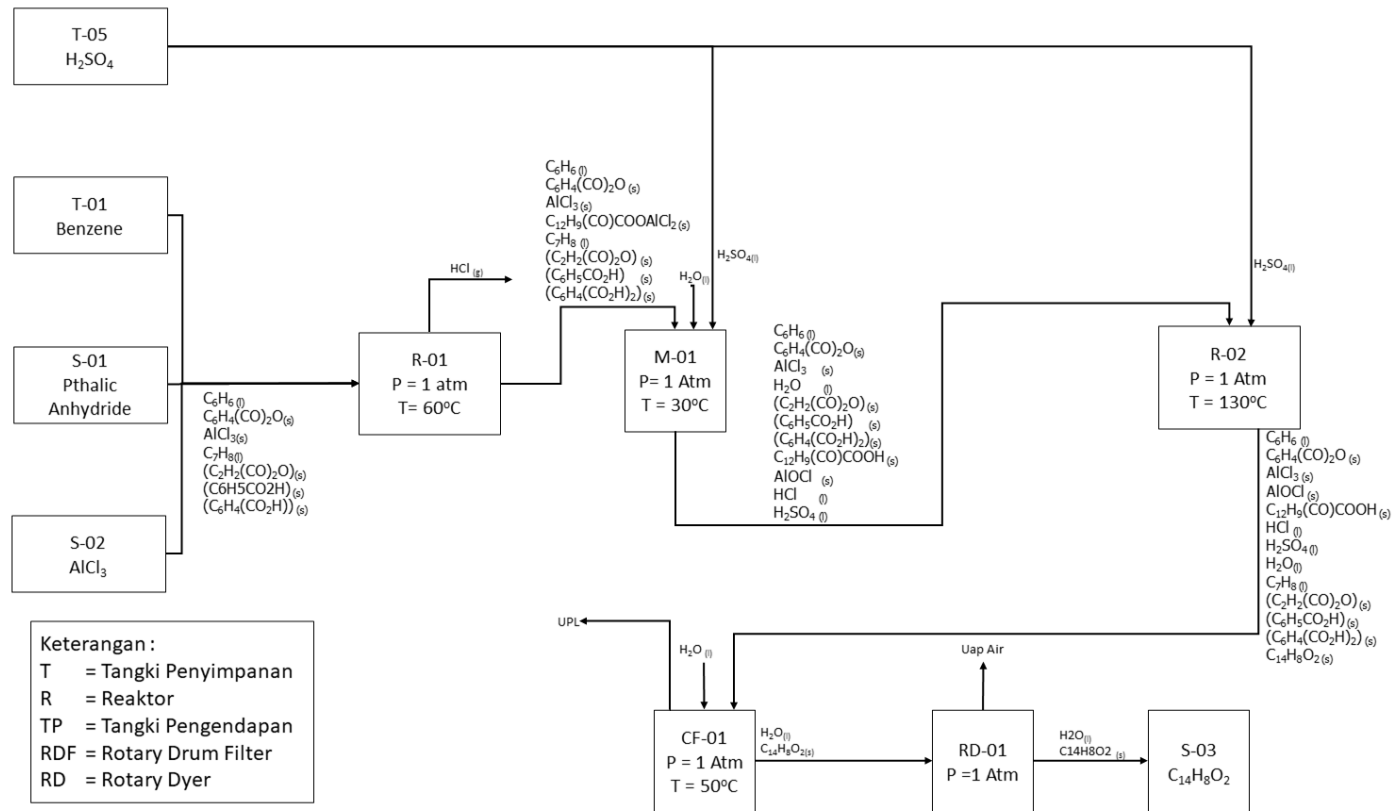 T-05
H₂SO₄
T-01
Benzene
S-01
Pthalic
Anhydride
S-02
AlCl₃
C₆H₆ (l)
C₆H₄(CO)₂O(s)
AlCl₃(s)
C₇H₈(l)
(C₂H₂(CO)₂O)(s)
(C6H5CO2H)(s)
(C₆H₄(CO₂H))(s)
HCl (g)
R-01
P = 1 atm
T= 60°C
C₆H₆ (l)
C₆H₄(CO)₂O (s)
AlCl₃ (s)
C₁₂H₉(CO)COOAlCl₂(s)
C₇H₈ (l)
(C₂H₂(CO)₂O) (s)
(C₆H₅CO₂H) (s)
(C₆H₄(CO₂H)₂)(s)
H₂O(l)
H₂SO₄(l)
M-01
P= 1 Atm
T = 30°C
C₆H₆ (l)
C₆H₄(CO)₂O(s)
AlCl₃ (s)
H₂O (l)
(C₂H₂(CO)₂O)(s)
(C₆H₅CO₂H) (s)
(C₆H₄(CO₂H)₂)(s)
C₁₂H₉(CO)COOH(s)
AlOCl (s)
HCl (l)
H₂SO₄ (l)
H₂SO₄(l)
R-02
P = 1 Atm
T = 130°C
C₆H₆ (l)
C₆H₄(CO)₂O(s)
AlCl₃(s)
AlOCl(s)
C₁₂H₉(CO)COOH(s)
HCl (l)
H₂SO₄(l)
H₂O(l)
C₇H₈ (l)
(C₂H₂(CO)₂O)(s)
(C₆H₅CO₂H)(s)
(C₆H₄(CO₂H)₂)(s)
C₁₄H₈O₂(s)
UPL
H₂O (l)
CF-01
P = 1 Atm
T = 50°C
H₂O(l)
C₁₄H₈O₂(s)
Uap Air
RD-01
P =1 Atm
H2O(l)
C14H8O2 (s)
S-03
C₁₄H₈O₂
Keterangan :
T = Tangki Penyimpanan
R = Reaktor
TP = Tangki Pengendapan
RDF = Rotary Drum Filter
RD = Rotary Dyer